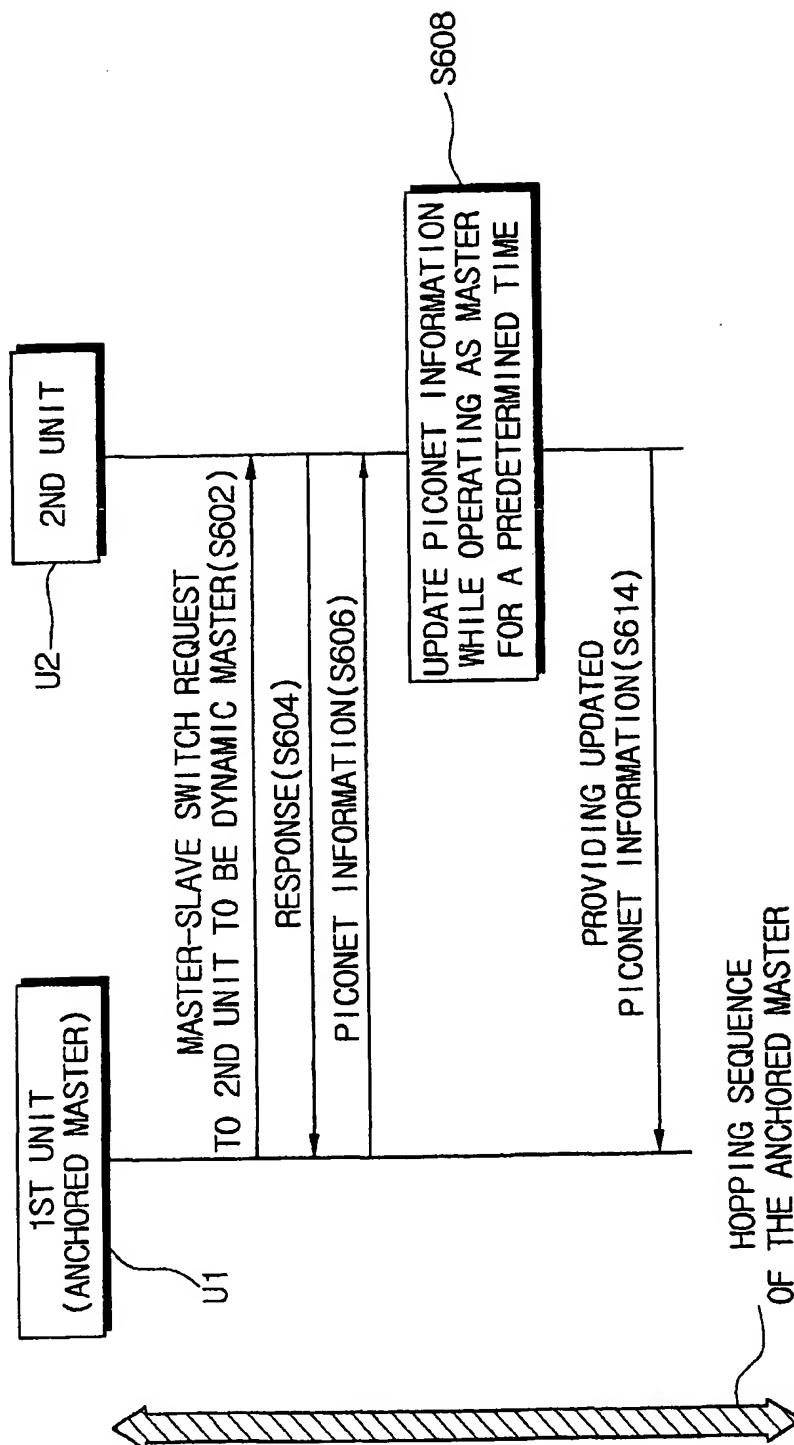 1ST UNIT
(ANCHORED MASTER)
U1
2ND UNIT
U2
MASTER-SLAVE SWITCH REQUEST
TO 2ND UNIT TO BE DYNAMIC MASTER(S602)
RESPONSE(S604)
PICONET INFORMATION(S606)
UPDATE PICONET INFORMATION
WHILE OPERATING AS MASTER
FOR A PREDETERMINED TIME
S608
PROVIDING UPDATED
PICONET INFORMATION(S614)
HOPPING SEQUENCE
OF THE ANCHORED MASTER